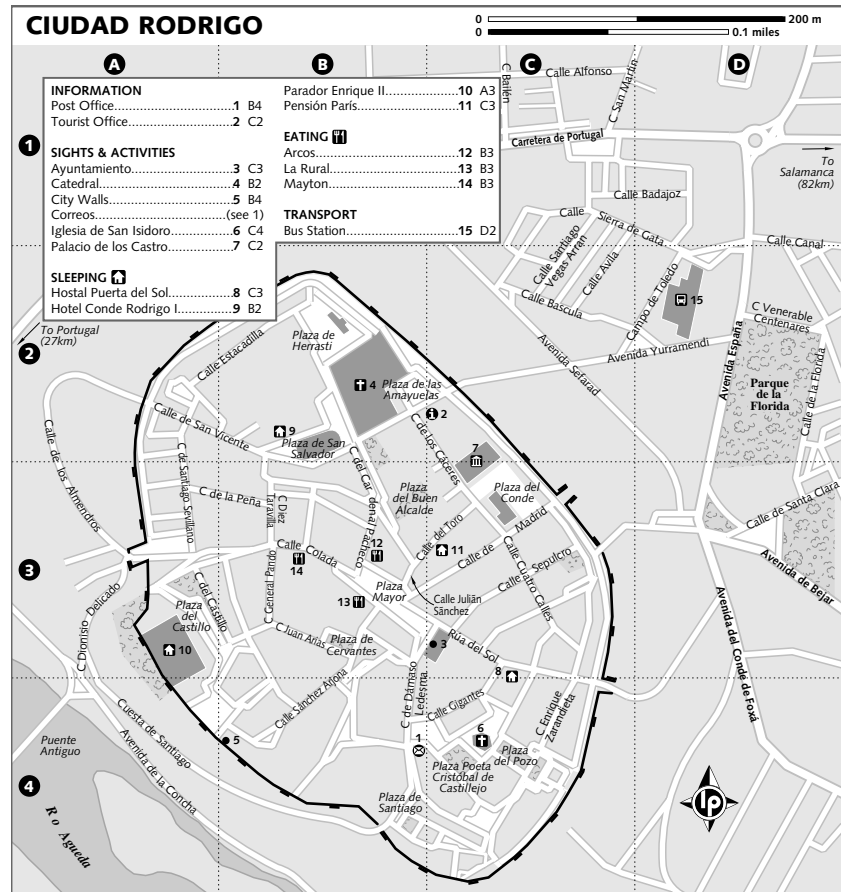 CIUDAD RODRIGO
0 200 m
0 0.1 miles
A
B
C
D
1
2
3
4
INFORMATION
Post Office 1 B4
Tourist Office 2 C2
SIGHTS & ACTIVITIES
Ayuntamiento 3 C3
Catedral 4 B2
City Walls 5 B4
Correos (see 1)
Iglesia de San Isidoro 6 C4
Palacio de los Castro 7 C2
SLEEPING
Hostal Puerta del Sol 8 C3
Hotel Conde Rodrigo I 9 B2
Parador Enrique II 10 A3
Pensión París 11 C3
EATING
Arcos 12 B3
La Rural 13 B3
Mayton 14 B3
TRANSPORT
Bus Station 15 D2
C Bailén
Calle Alfonso
C San Martín
Carretera de Portugal
To
Salamanca
(82km)
Calle Badajoz
Calle
Sierra de Gata
Calle Santiago
Vegas Arran
Calle Avila
Calle Bascula
Campo de Toledo
15
Calle Canal
C Venerable
Centenares
Avenida España
Avenida Yurramendi
Avenida Sefarad
Parque
de la
Florida
Calle de la Florida
Calle de Santa Clara
Avenida de Bejar
Avenida del Conde de Foxá
To Portugal
(27km)
Calle Estacadilla
Plaza de
Herrasti
4
Plaza de las
Amayuelas
2
9
Calle de San Vicente
Plaza de San
Salvador
C de los Cáceres
7
Calle de los Almendros
C de Santiago Sevillano
C de la Peña
C Diez
Taravilla
C del Cardenal Pacheco
Plaza
del Buen
Alcalde
Plaza del
Conde
Calle del Toro
11
Calle de Madrid
Calle Colada
12
14
C General Pando
Plaza
Mayor
13
Calle Julián
Sánchez
Calle Sepulcro
Calle Cuatro Calles
C Dionisio Delicado
Plaza
del
Castillo
C del Castillo
10
C Juan Arias
Plaza de
Cervantes
3
Rúa del Sol
8
Calle Sánchez Arjona
C de Dámaso
Ledesma
Calle Gigantes
C Enrique
Zarandieta
6
1
5
Plaza Poeta
Cristóbal de
Castillejo
Plaza
del Pozo
Plaza de
Santiago
Cuesta de Santiago
Avenida de la Concha
Puente
Antiguo
R o Agueda
lp